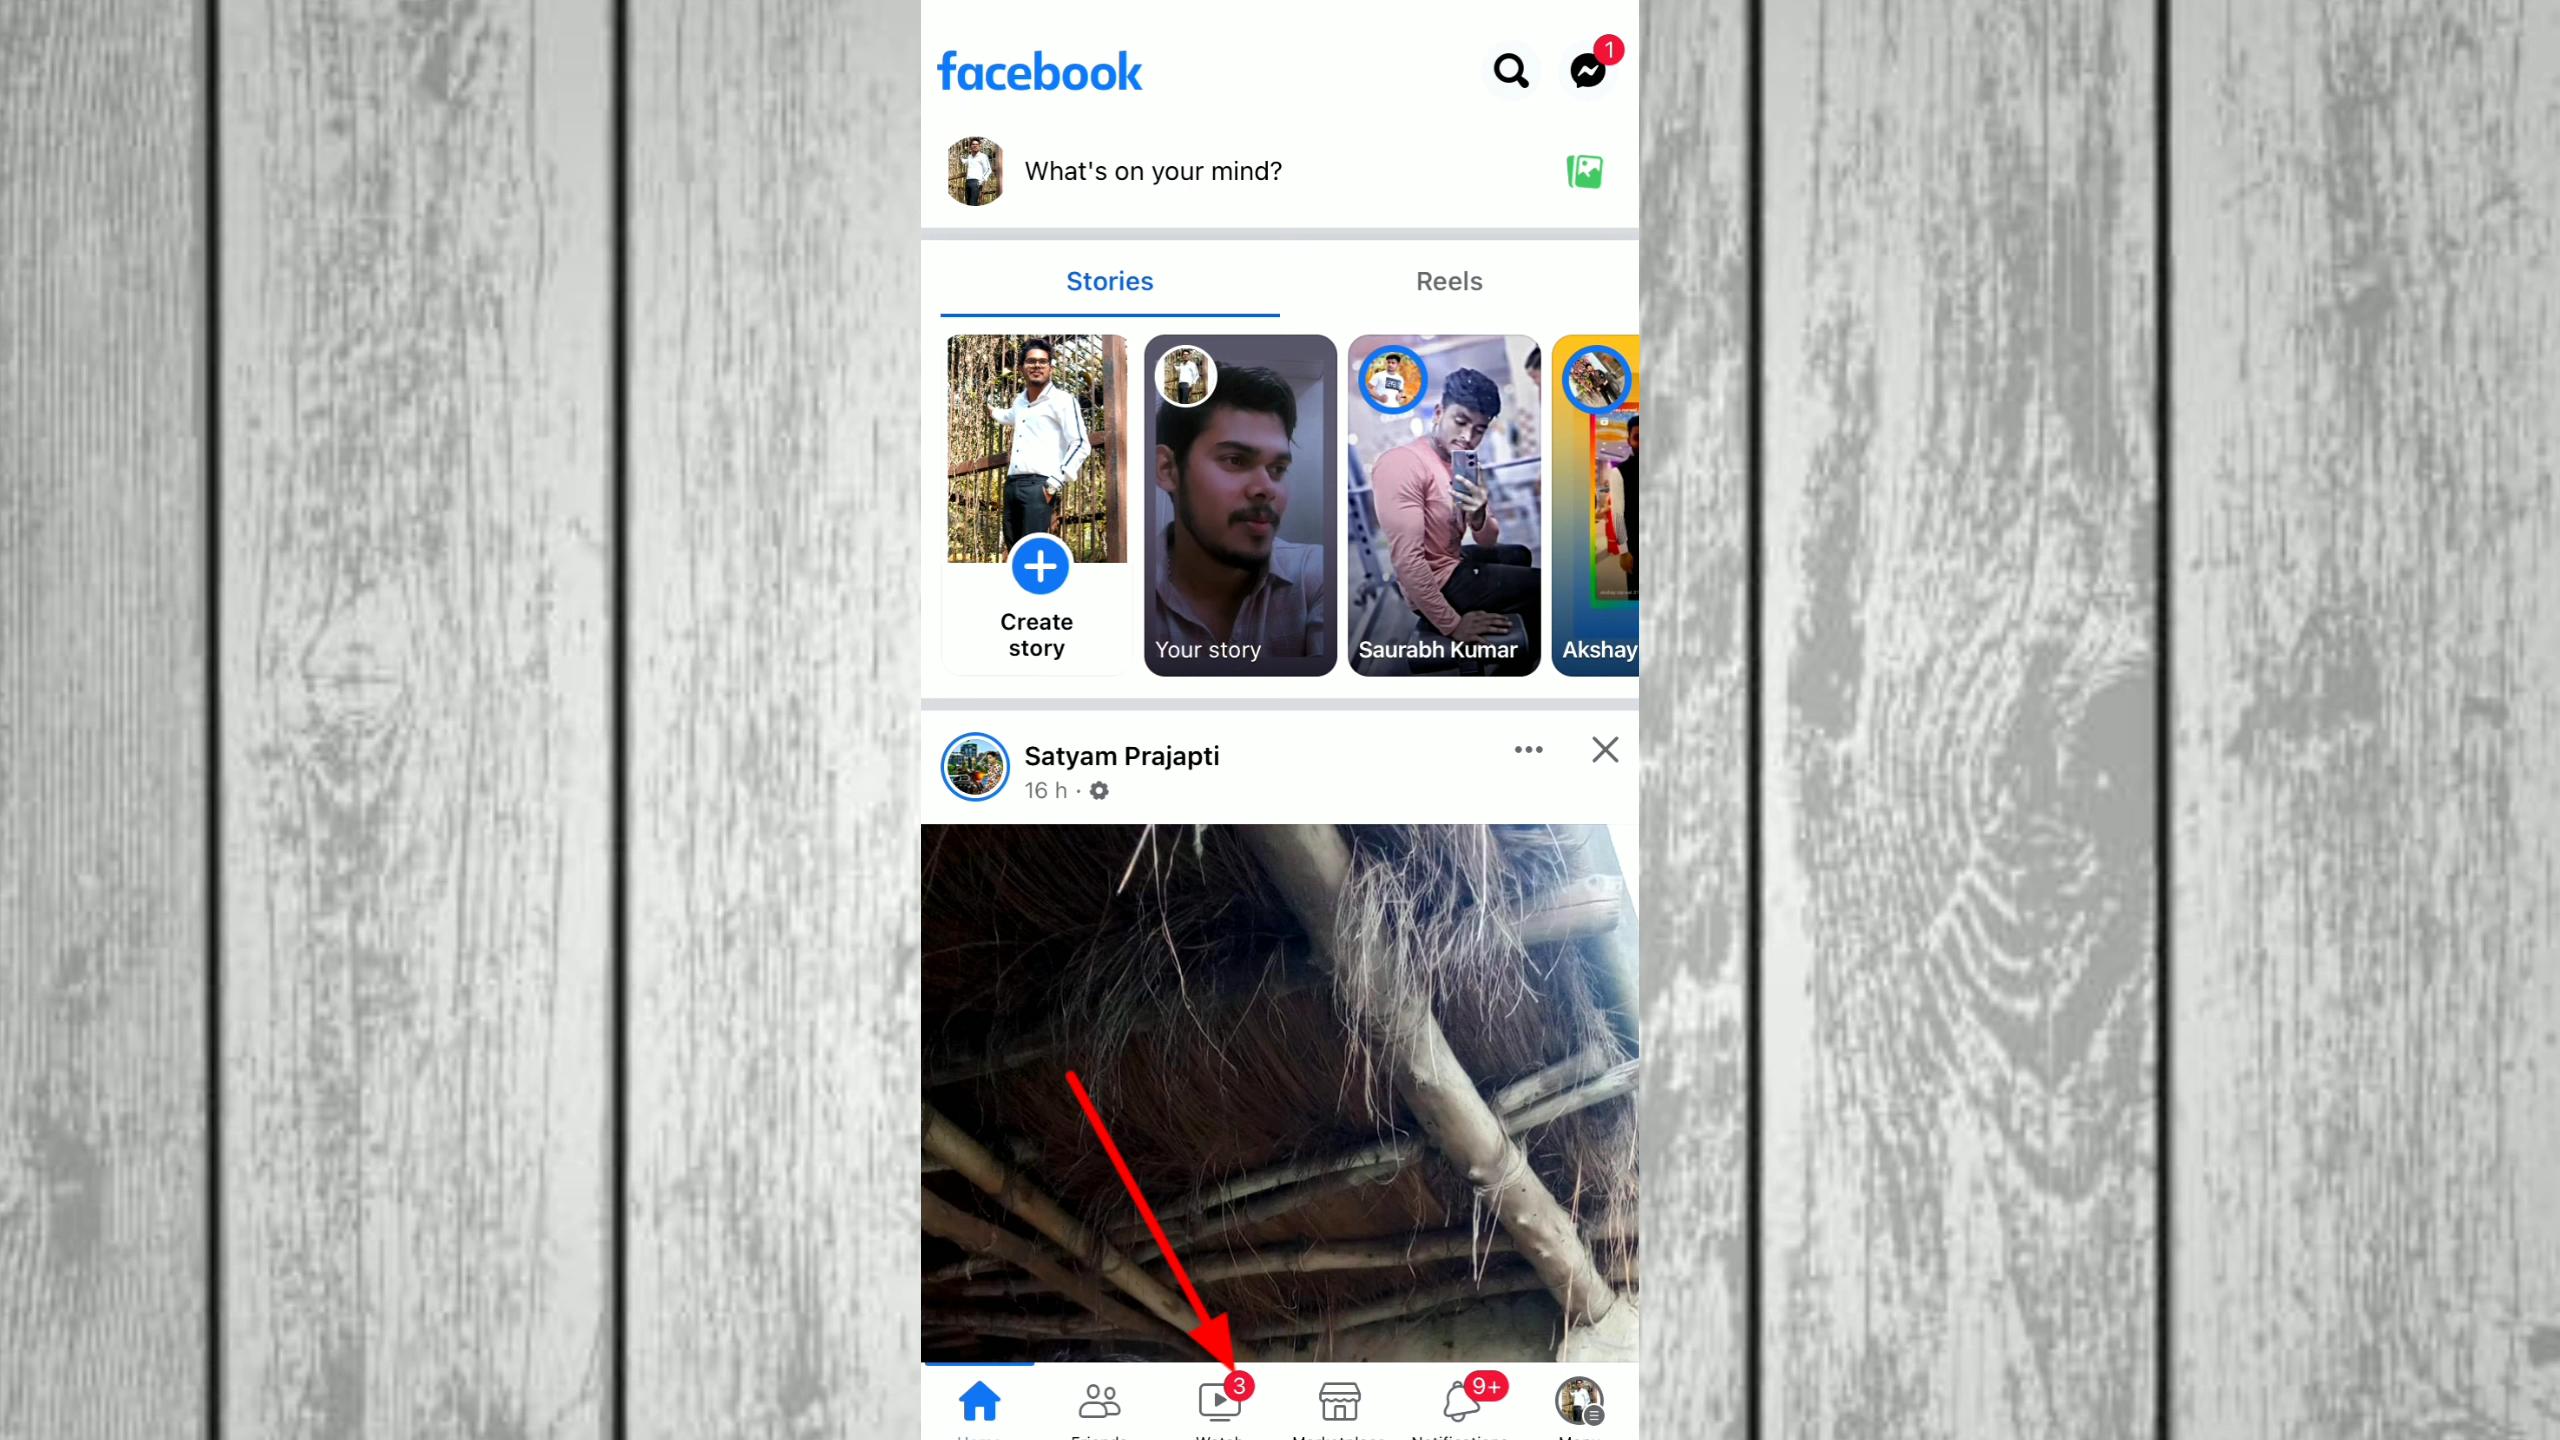 facebook
1
What's on your mind?
Stories
Reels
Create
story
Your story
Saurabh Kumar
Akshay
Satyam Prajapti
16 h ·
3
9+